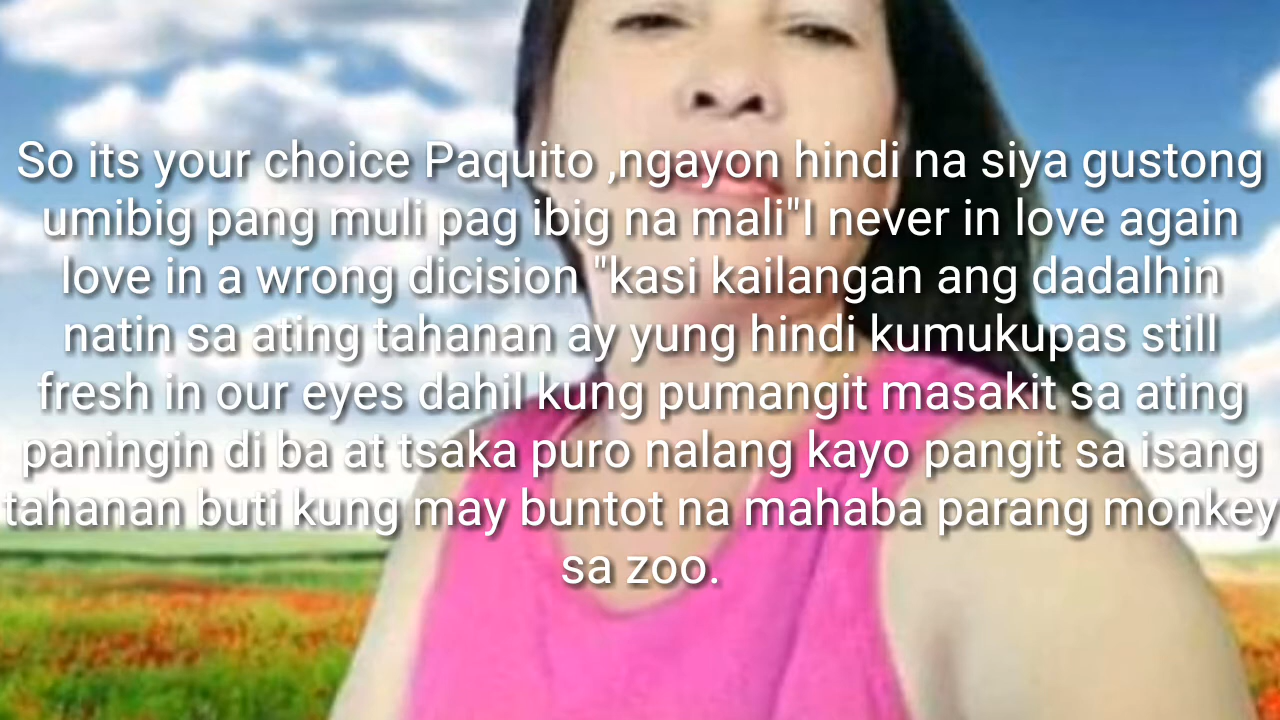 So its your choice Paquito ,ngayon hindi na siya gustong
umibig pang muli pag ibig na mali"I never in love again
love in a wrong dicision "kasi kailangan ang dadalhin
natin sa ating tahanan ay yung hindi kumukupas still
fresh in our eyes dahil kung pumangit masakit sa ating
paningin di ba at tsaka puro nalang kayo pangit sa isang
tahanan buti kung may buntot na mahaba parang monkey
sa zoo.